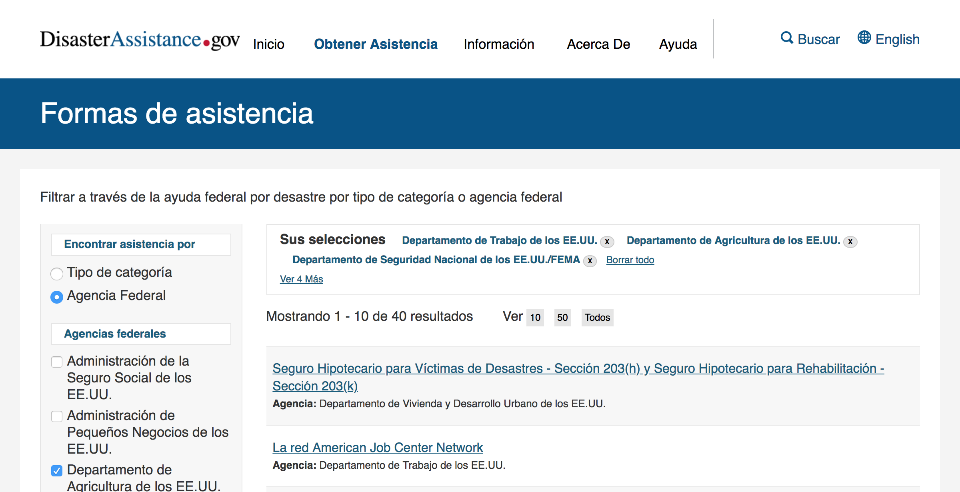 DisasterAssistance.gov
Inicio
Obtener Asistencia
Información
Acerca De
Ayuda
Buscar
English
Formas de asistencia
Filtrar a través de la ayuda federal por desastre por tipo de categoría o agencia federal
Encontrar asistencia por
Tipo de categoría
Agencia Federal
Agencias federales
Administración de la
Seguro Social de los
EE.UU.
Administración de
Pequeños Negocios de los
EE.UU.
Departamento de
Agricultura de los EE.UU.
Sus selecciones Departamento de Trabajo de los EE.UU. x Departamento de Agricultura de los EE.UU. x
Departamento de Seguridad Nacional de los EE.UU./FEMA x Borrar todo
Ver 4 Más
Mostrando 1 - 10 de 40 resultados Ver 10 50 Todos
Seguro Hipotecario para Víctimas de Desastres - Sección 203(h) y Seguro Hipotecario para Rehabilitación -
Sección 203(k)
Agencia: Departamento de Vivienda y Desarrollo Urbano de los EE.UU.
La red American Job Center Network
Agencia: Departamento de Trabajo de los EE.UU.